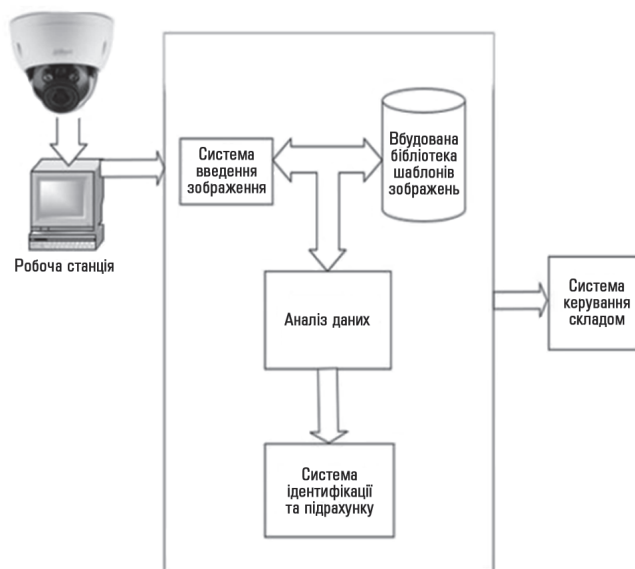 Робоча станція
Система
введення
зображення
Вбудована
бібліотека
шаблонів
зображень
Аналіз даних
Система
ідентифікації
та підрахунку
Система
керування
складом